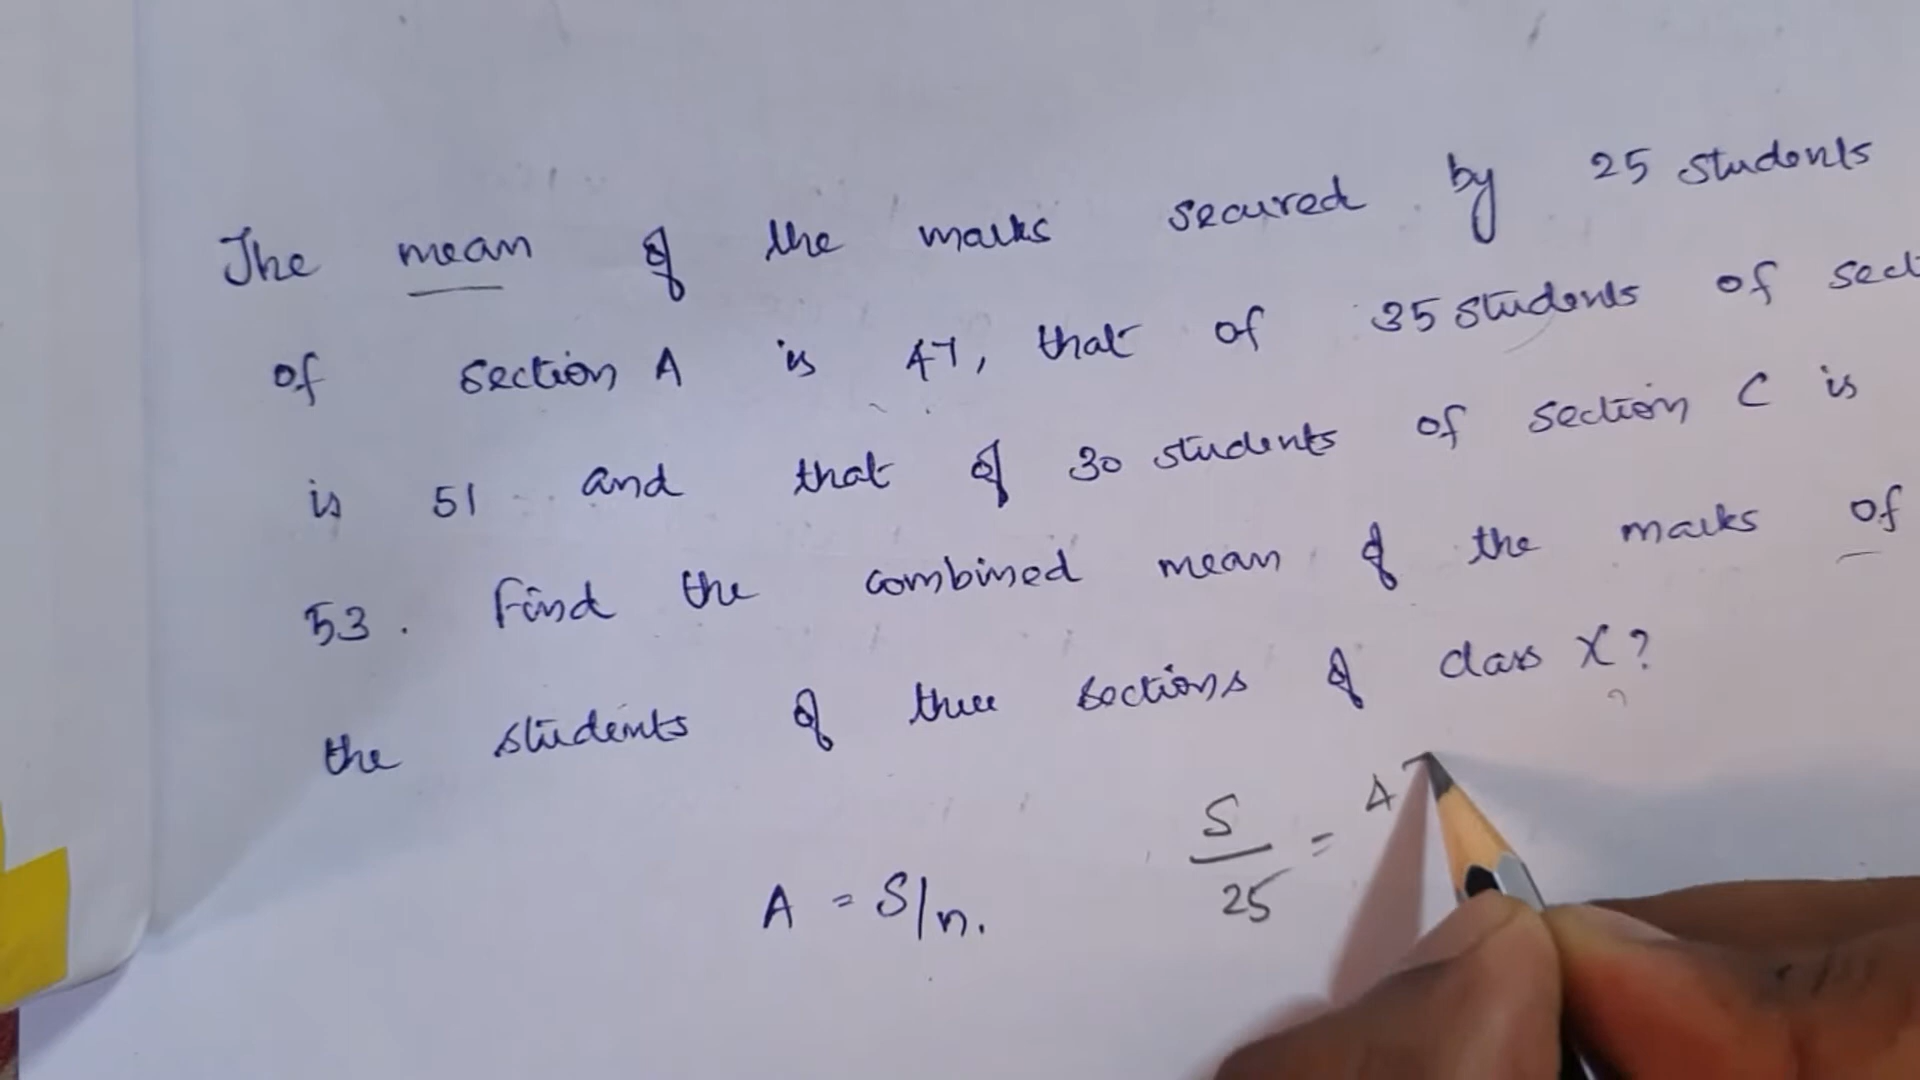 The mean of the marks secured by 25 students
of section A is 47, that of 35 students of sect
is 51 and that of 30 students of section C is
53. Find the combined mean of the marks of
the students of three sections of class X?
A = S/n.
S/25 = 47